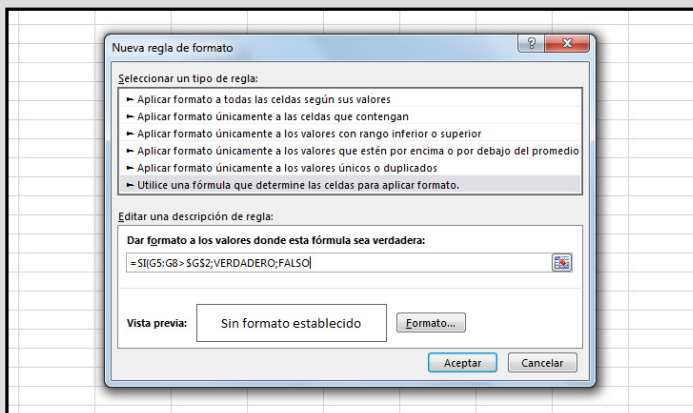 Nueva regla de formato
Seleccionar un tipo de regla:
► Aplicar formato a todas las celdas según sus valores
► Aplicar formato únicamente a las celdas que contengan
► Aplicar formato únicamente a los valores con rango inferior o superior
► Aplicar formato únicamente a los valores que estén por encima o por debajo del promedio
► Aplicar formato únicamente a los valores únicos o duplicados
► Utilice una fórmula que determine las celdas para aplicar formato.
Editar una descripción de regla:
Dar formato a los valores donde esta fórmula sea verdadera:
=SI(G5:G8>$G$2;VERDADERO;FALSO
Vista previa: Sin formato establecido Formato...
Aceptar Cancelar